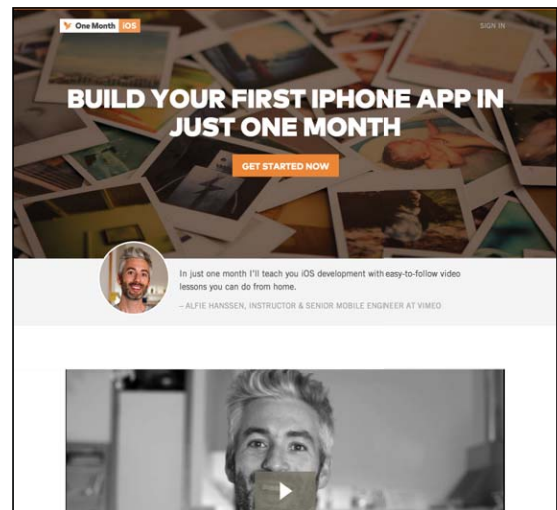 One Month iOS
SIGN IN
BUILD YOUR FIRST IPHONE APP IN
JUST ONE MONTH
GET STARTED NOW
In just one month I'll teach you iOS development with easy-to-follow video
lessons you can do from home.
– ALFIE HANSSEN, INSTRUCTOR & SENIOR MOBILE ENGINEER AT VIMEO